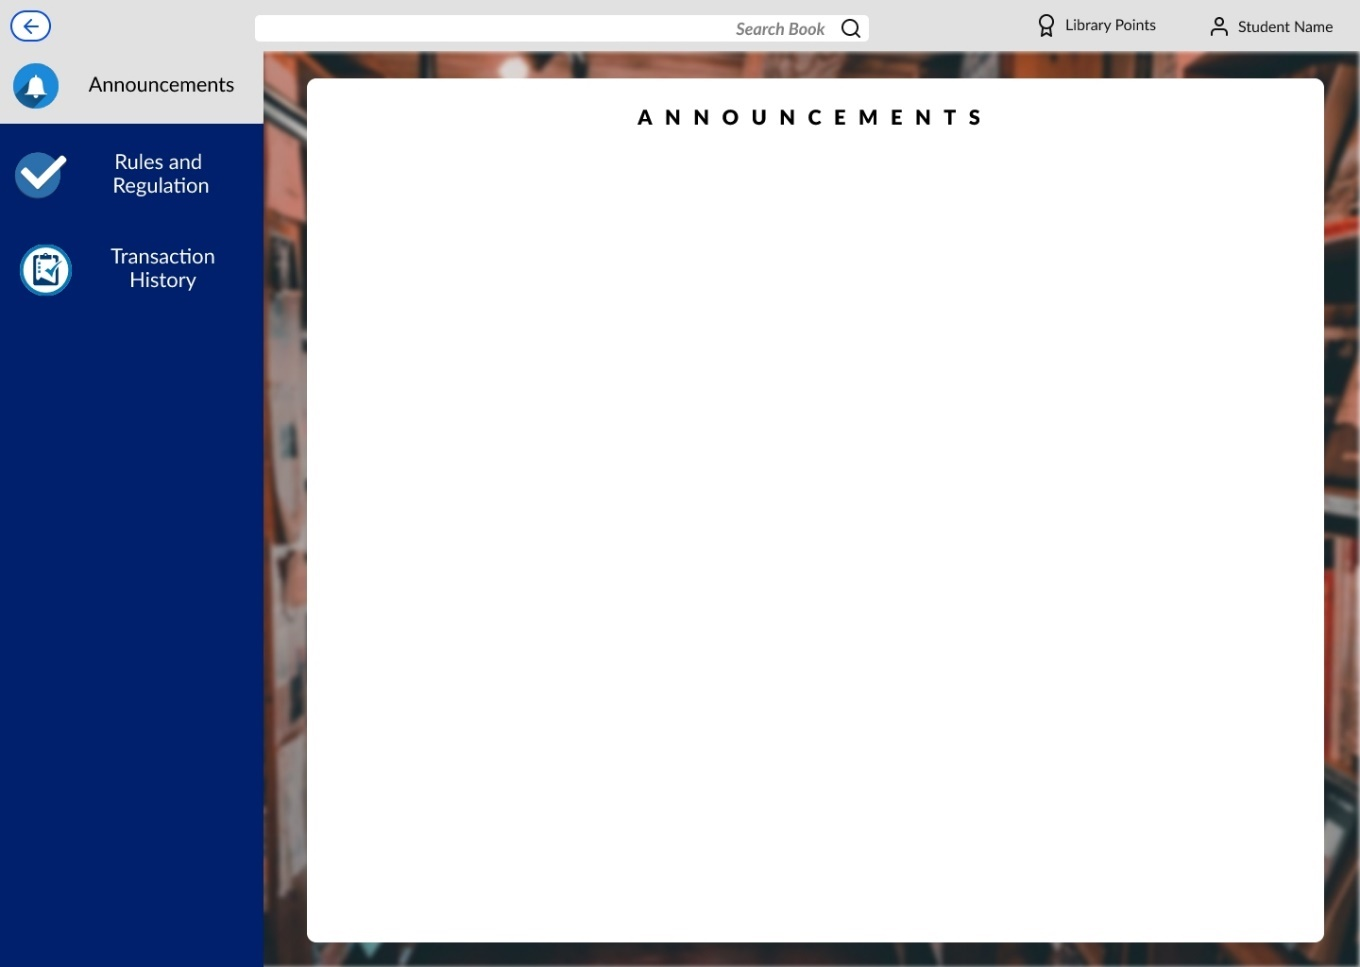 Search Book
Library Points
Student Name
Announcements
Rules and
Regulation
Transaction
History
ANNOUNCEMENTS